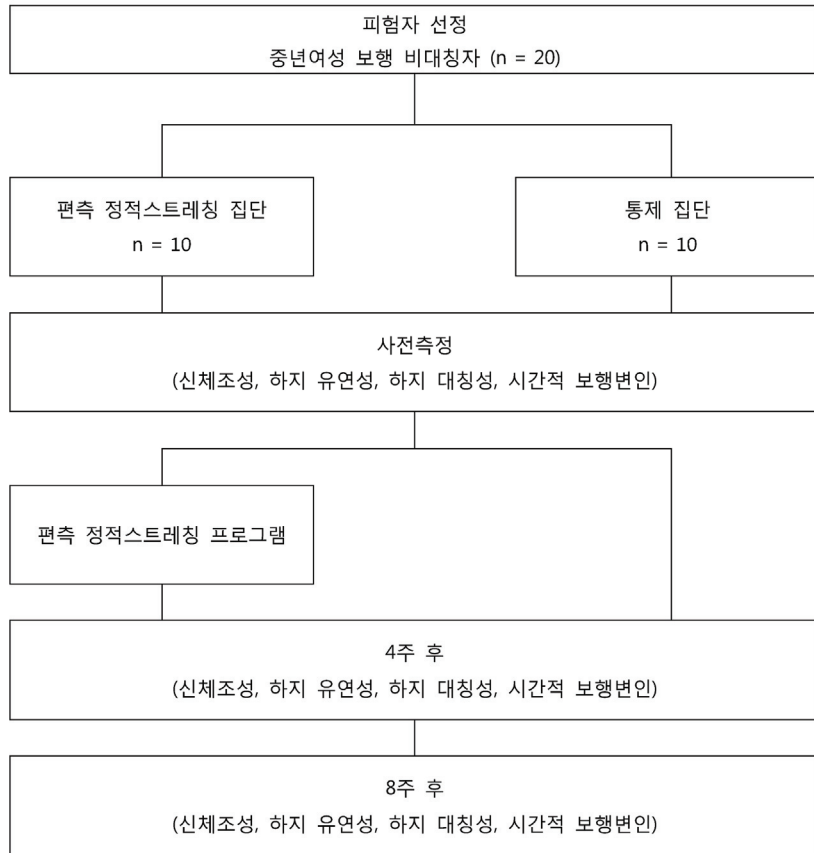 피험자 선정
중년여성 보행 비대칭자 (n = 20)
편측 정적스트레칭 집단
n = 10
통제 집단
n = 10
사전측정
(신체조성, 하지 유연성, 하지 대칭성, 시간적 보행변인)
편측 정적스트레칭 프로그램
4주 후
(신체조성, 하지 유연성, 하지 대칭성, 시간적 보행변인)
8주 후
(신체조성, 하지 유연성, 하지 대칭성, 시간적 보행변인)